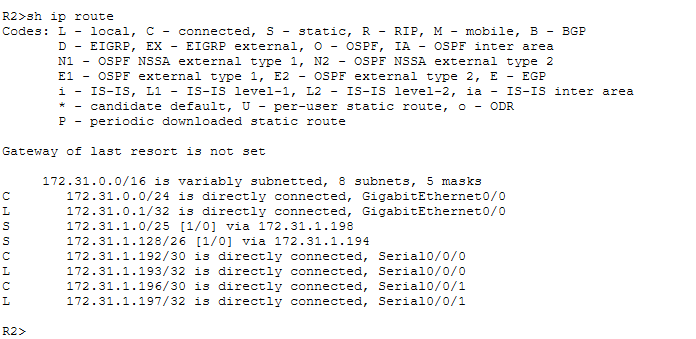 R2>sh ip route
Codes: L - local, C - connected, S - static, R - RIP, M - mobile, B - BGP
D - EIGRP, EX - EIGRP external, O - OSPF, IA - OSPF inter area
N1 - OSPF NSSA external type 1, N2 - OSPF NSSA external type 2
E1 - OSPF external type 1, E2 - OSPF external type 2, E - EGP
i - IS-IS, L1 - IS-IS level-1, L2 - IS-IS level-2, ia - IS-IS inter area
* - candidate default, U - per-user static route, o - ODR
P - periodic downloaded static route
Gateway of last resort is not set
172.31.0.0/16 is variably subnetted, 8 subnets, 5 masks
C 172.31.0.0/24 is directly connected, GigabitEthernet0/0
L 172.31.0.1/32 is directly connected, GigabitEthernet0/0
S 172.31.1.0/25 [1/0] via 172.31.1.198
S 172.31.1.128/26 [1/0] via 172.31.1.194
C 172.31.1.192/30 is directly connected, Serial0/0/0
L 172.31.1.193/32 is directly connected, Serial0/0/0
C 172.31.1.196/30 is directly connected, Serial0/0/1
L 172.31.1.197/32 is directly connected, Serial0/0/1
R2>